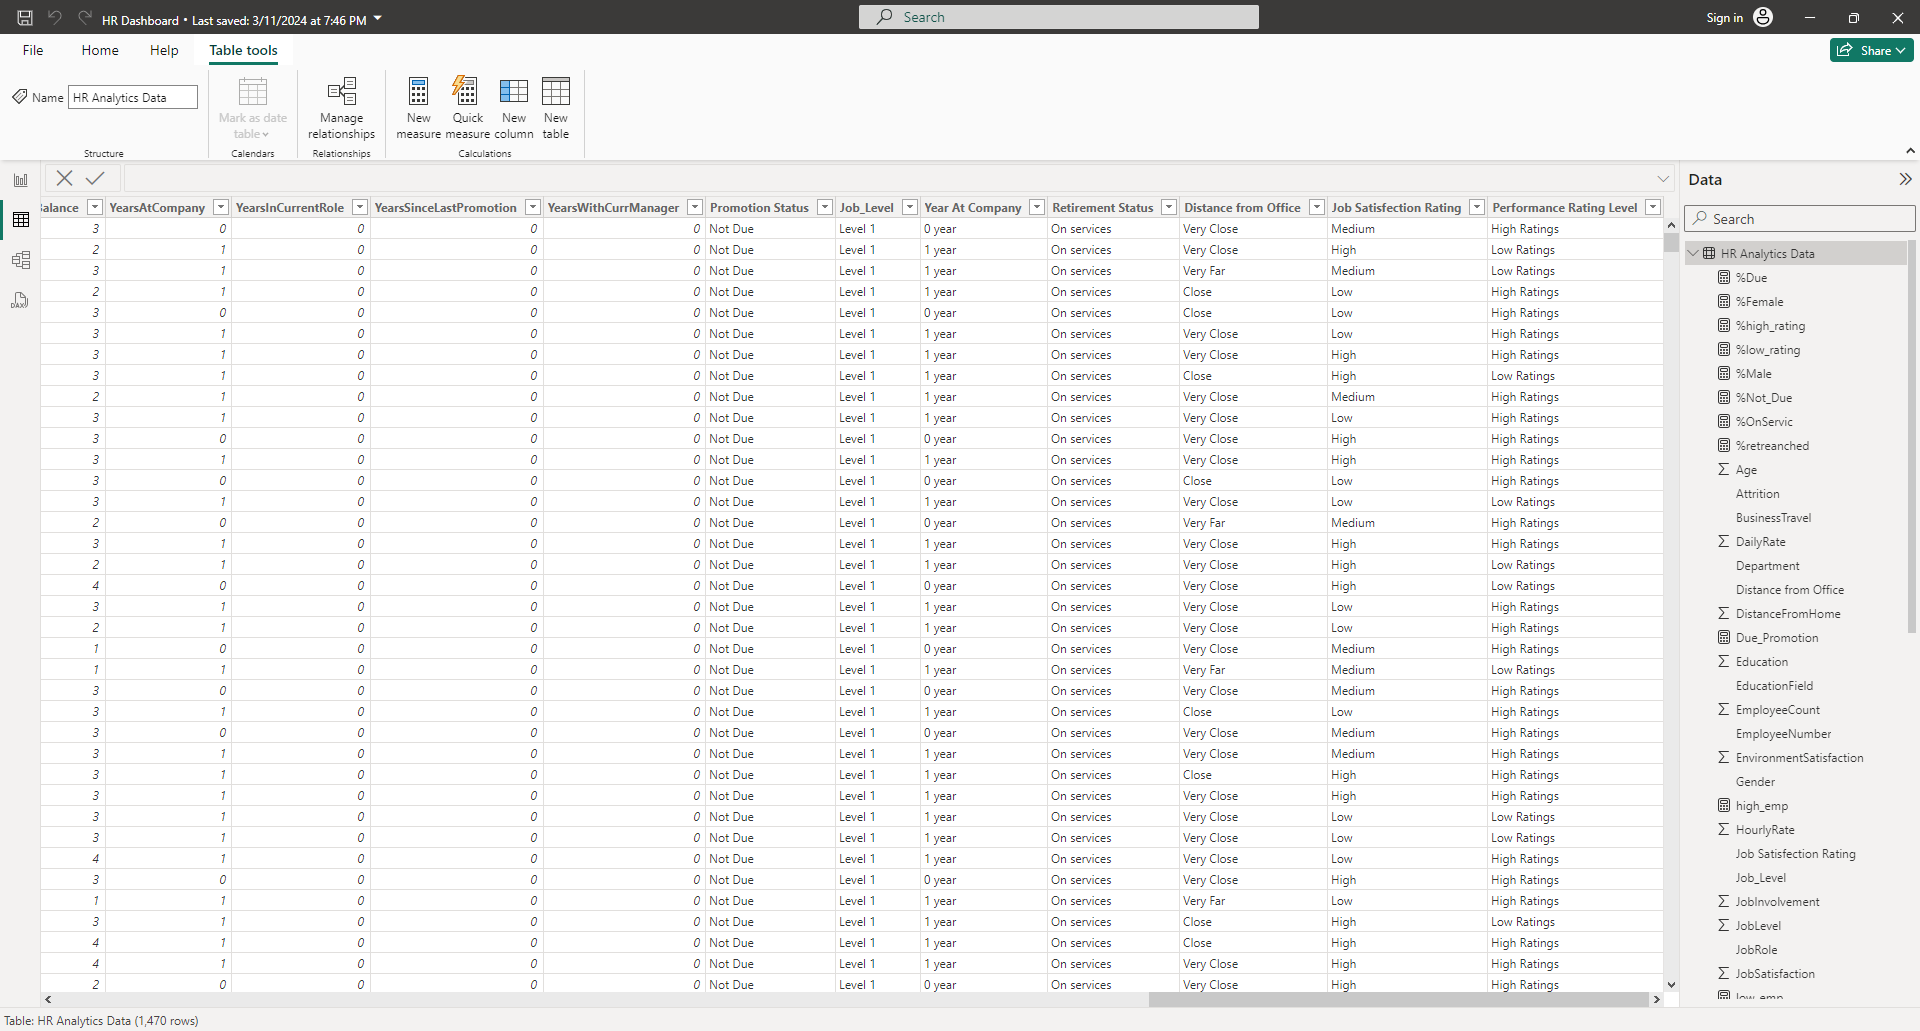 HR Dashboard • Last saved: 3/11/2024 at 7:46 PM
Search
Sign in
File Home Help Table tools
Share
Name HR Analytics Data
Mark as date table
Manage relationships
New measure
Quick measure
New column
New table
Structure Calendars Relationships Calculations
Balance YearsAtCompany YearsInCurrentRole YearsSinceLastPromotion YearsWithCurrManager Promotion Status Job_Level Year At Company Retirement Status Distance from Office Job Satisfection Rating Performance Rating Level
3 0 0 0 0 Not Due Level 1 0 year On services Very Close Medium High Ratings
2 1 0 0 0 Not Due Level 1 1 year On services Very Close High Low Ratings
3 1 0 0 0 Not Due Level 1 1 year On services Very Far Medium Low Ratings
2 1 0 0 0 Not Due Level 1 1 year On services Close Low High Ratings
3 0 0 0 0 Not Due Level 1 0 year On services Close Low High Ratings
3 1 0 0 0 Not Due Level 1 1 year On services Very Close Low High Ratings
3 1 0 0 0 Not Due Level 1 1 year On services Very Close High High Ratings
3 1 0 0 0 Not Due Level 1 1 year On services Close High Low Ratings
2 1 0 0 0 Not Due Level 1 1 year On services Very Close Medium High Ratings
3 1 0 0 0 Not Due Level 1 1 year On services Very Close Low High Ratings
3 0 0 0 0 Not Due Level 1 0 year On services Very Close High High Ratings
3 1 0 0 0 Not Due Level 1 1 year On services Very Close High High Ratings
3 0 0 0 0 Not Due Level 1 0 year On services Close Low High Ratings
3 1 0 0 0 Not Due Level 1 1 year On services Very Close Low Low Ratings
2 0 0 0 0 Not Due Level 1 0 year On services Very Far Medium High Ratings
3 1 0 0 0 Not Due Level 1 1 year On services Very Close High High Ratings
2 1 0 0 0 Not Due Level 1 1 year On services Very Close High Low Ratings
4 0 0 0 0 Not Due Level 1 0 year On services Very Close High Low Ratings
3 1 0 0 0 Not Due Level 1 1 year On services Very Close Low High Ratings
2 1 0 0 0 Not Due Level 1 1 year On services Very Close Low High Ratings
1 0 0 0 0 Not Due Level 1 0 year On services Very Close Medium High Ratings
1 1 0 0 0 Not Due Level 1 1 year On services Very Far Medium Low Ratings
3 0 0 0 0 Not Due Level 1 0 year On services Very Close Medium High Ratings
3 1 0 0 0 Not Due Level 1 1 year On services Close Low High Ratings
3 0 0 0 0 Not Due Level 1 0 year On services Very Close Medium High Ratings
3 1 0 0 0 Not Due Level 1 1 year On services Very Close Medium High Ratings
3 1 0 0 0 Not Due Level 1 1 year On services Close High High Ratings
3 1 0 0 0 Not Due Level 1 1 year On services Very Close High High Ratings
3 1 0 0 0 Not Due Level 1 1 year On services Very Close Low Low Ratings
3 1 0 0 0 Not Due Level 1 1 year On services Very Close Low Low Ratings
4 1 0 0 0 Not Due Level 1 1 year On services Very Close Low High Ratings
3 0 0 0 0 Not Due Level 1 0 year On services Very Close High High Ratings
1 1 0 0 0 Not Due Level 1 1 year On services Very Far Low High Ratings
3 1 0 0 0 Not Due Level 1 1 year On services Close High Low Ratings
4 1 0 0 0 Not Due Level 1 1 year On services Close High High Ratings
4 1 0 0 0 Not Due Level 1 1 year On services Very Close High High Ratings
2 0 0 0 0 Not Due Level 1 0 year On services Very Close High High Ratings
Data
Search
HR Analytics Data
%Due
%Female
%high_rating
%low_rating
%Male
%Not_Due
%OnServic
%retreanched
Age
Attrition
BusinessTravel
DailyRate
Department
Distance from Office
DistanceFromHome
Due_Promotion
Education
EducationField
EmployeeCount
EmployeeNumber
EnvironmentSatisfaction
Gender
high_emp
HourlyRate
Job Satisfection Rating
Job_Level
JobInvolvement
JobLevel
JobRole
JobSatisfaction
low_emp
Table: HR Analytics Data (1,470 rows)